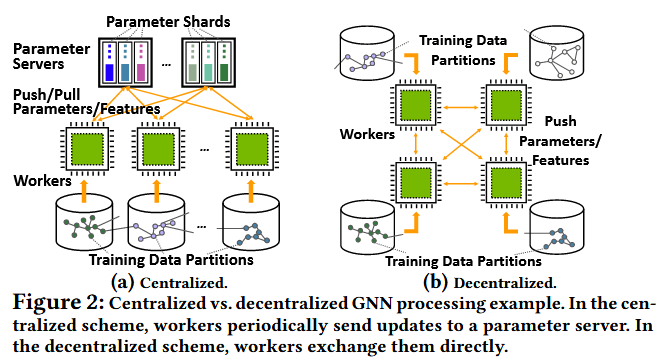 Parameter Shards
Parameter
Servers
...
Push/Pull
Parameters/Features
...
Workers
...
Training Data Partitions
(a) Centralized.
Training Data
Partitions
Workers
Push
Parameters/
Features
Training Data Partitions
(b) Decentralized.
Figure 2: Centralized vs. decentralized GNN processing example. In the cen-
tralized scheme, workers periodically send updates to a parameter server. In
the decentralized scheme, workers exchange them directly.